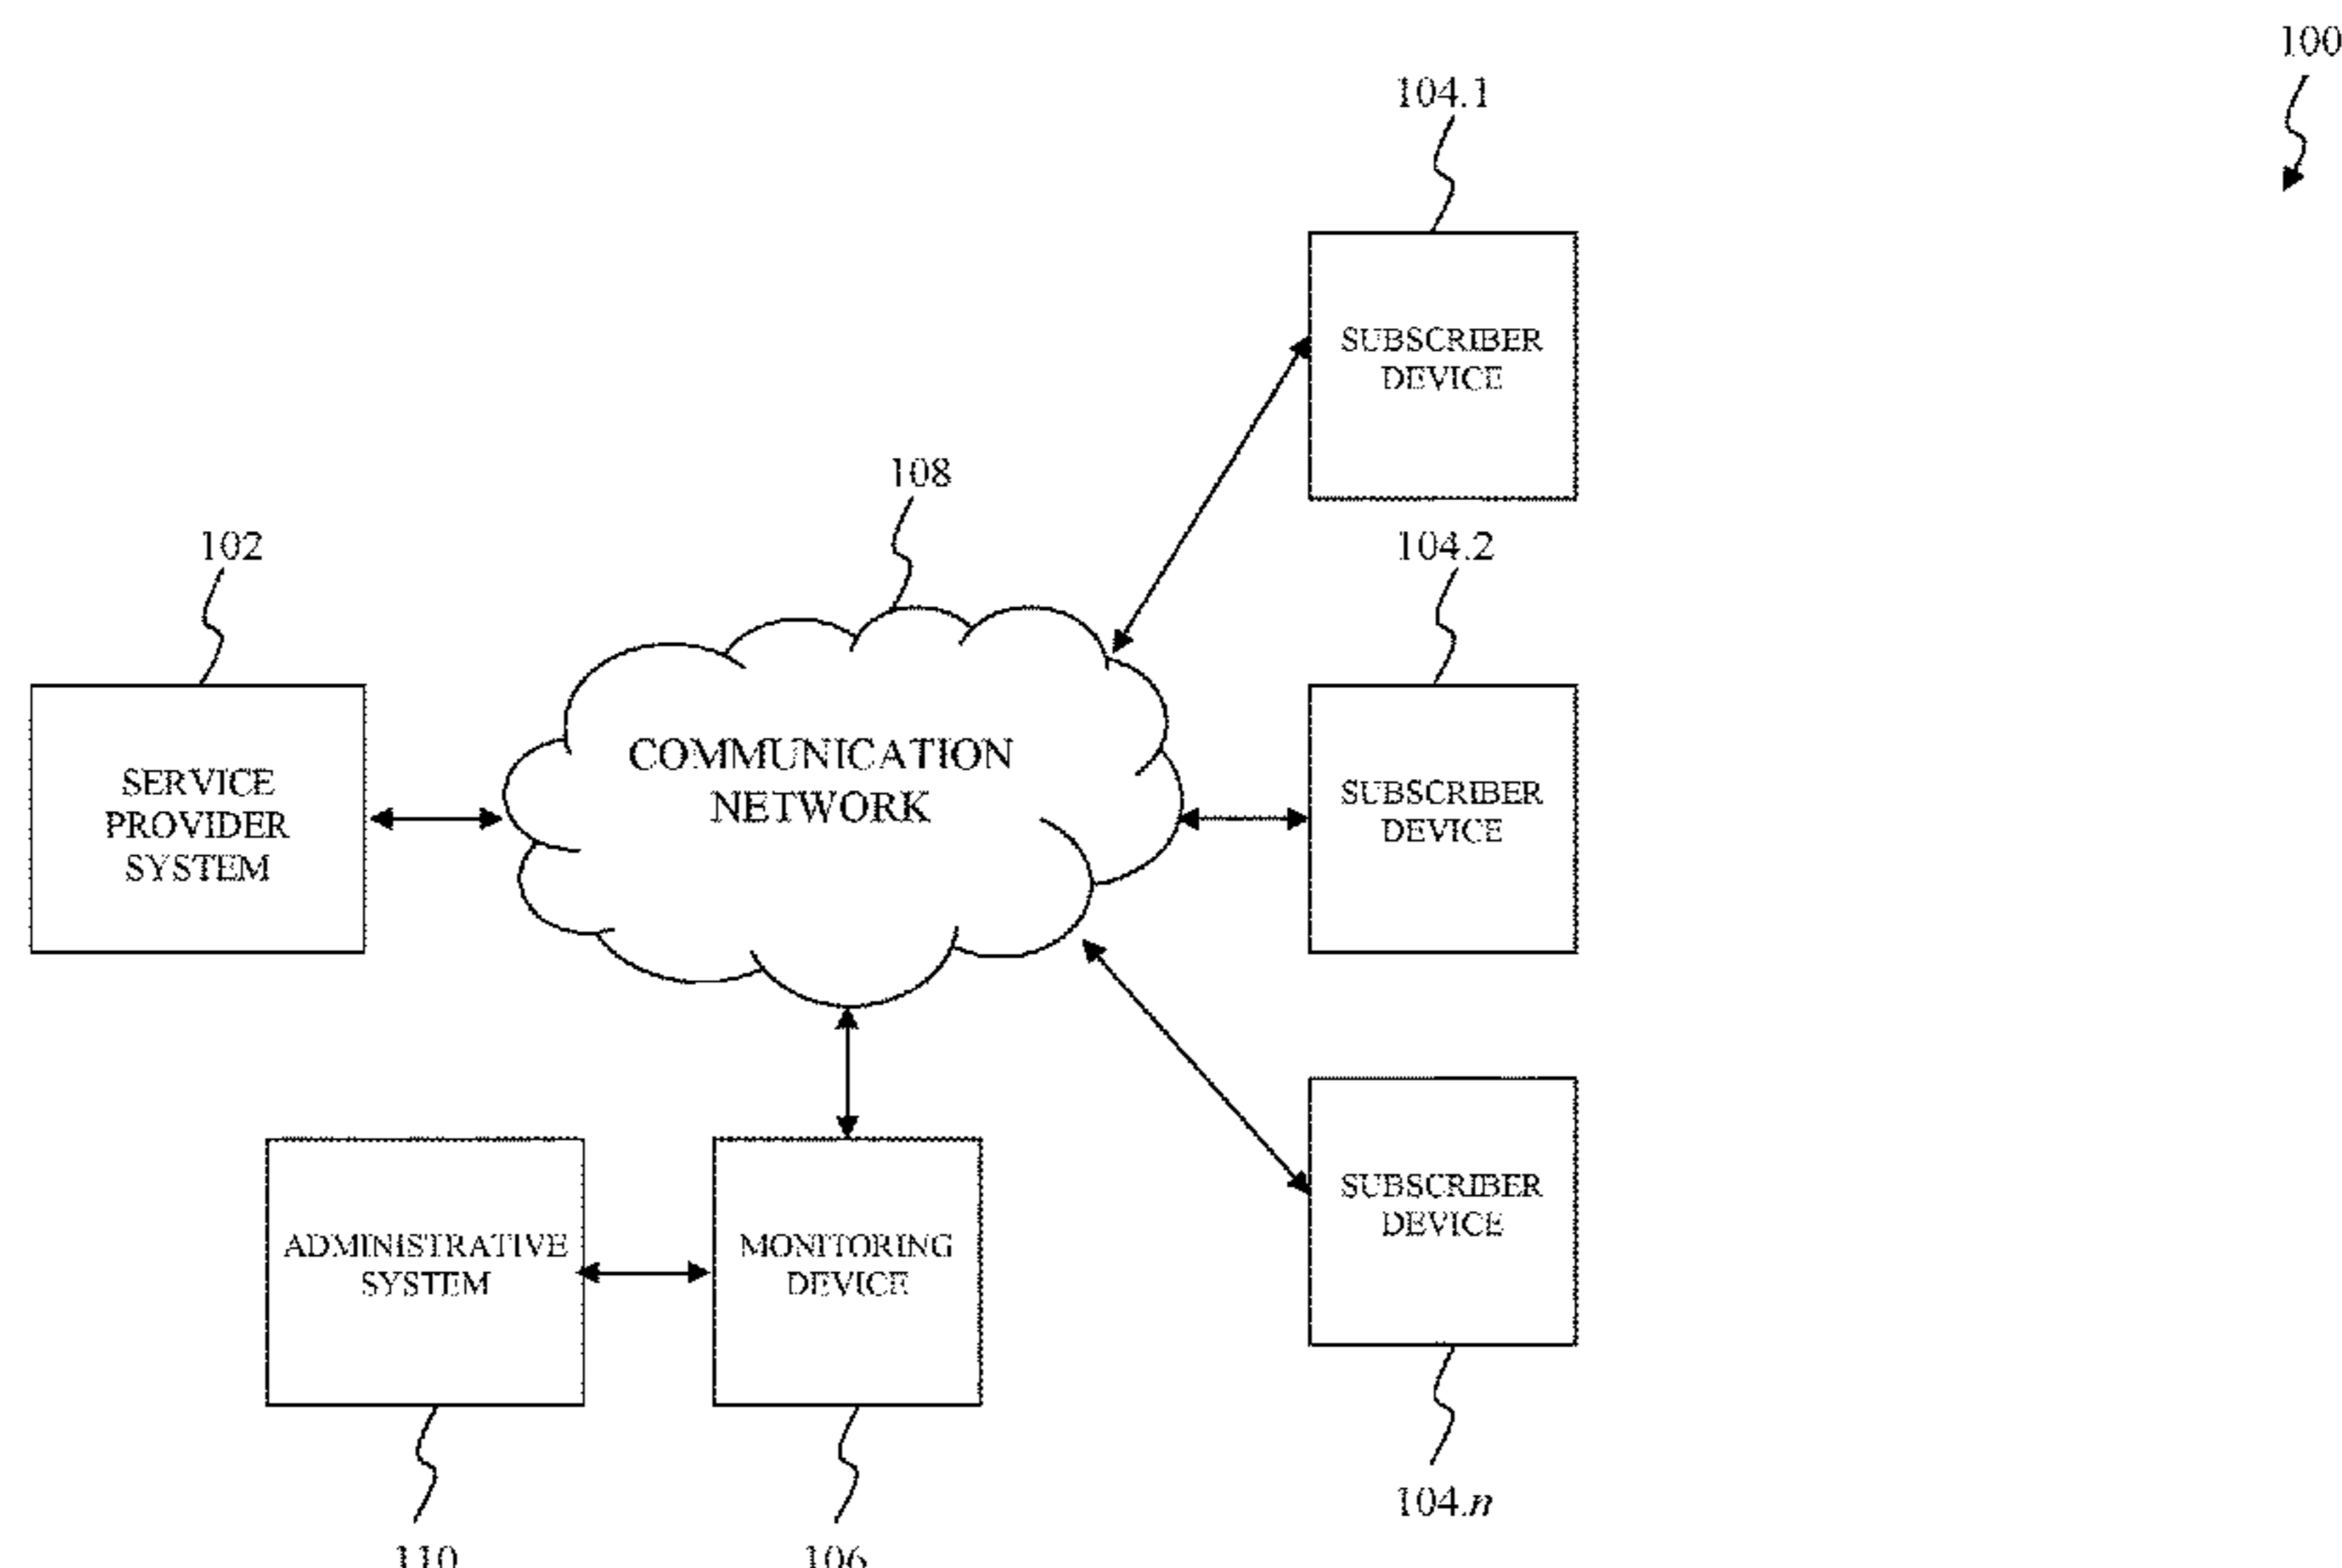 100
104.1
SUBSCRIBER
DEVICE
108
102
104.2
COMMUNICATION
NETWORK
SERVICE
PROVIDER
SYSTEM
SUBSCRIBER
DEVICE
ADMINISTRATIVE
SYSTEM
MONITORING
DEVICE
SUBSCRIBER
DEVICE
104.n
110
106